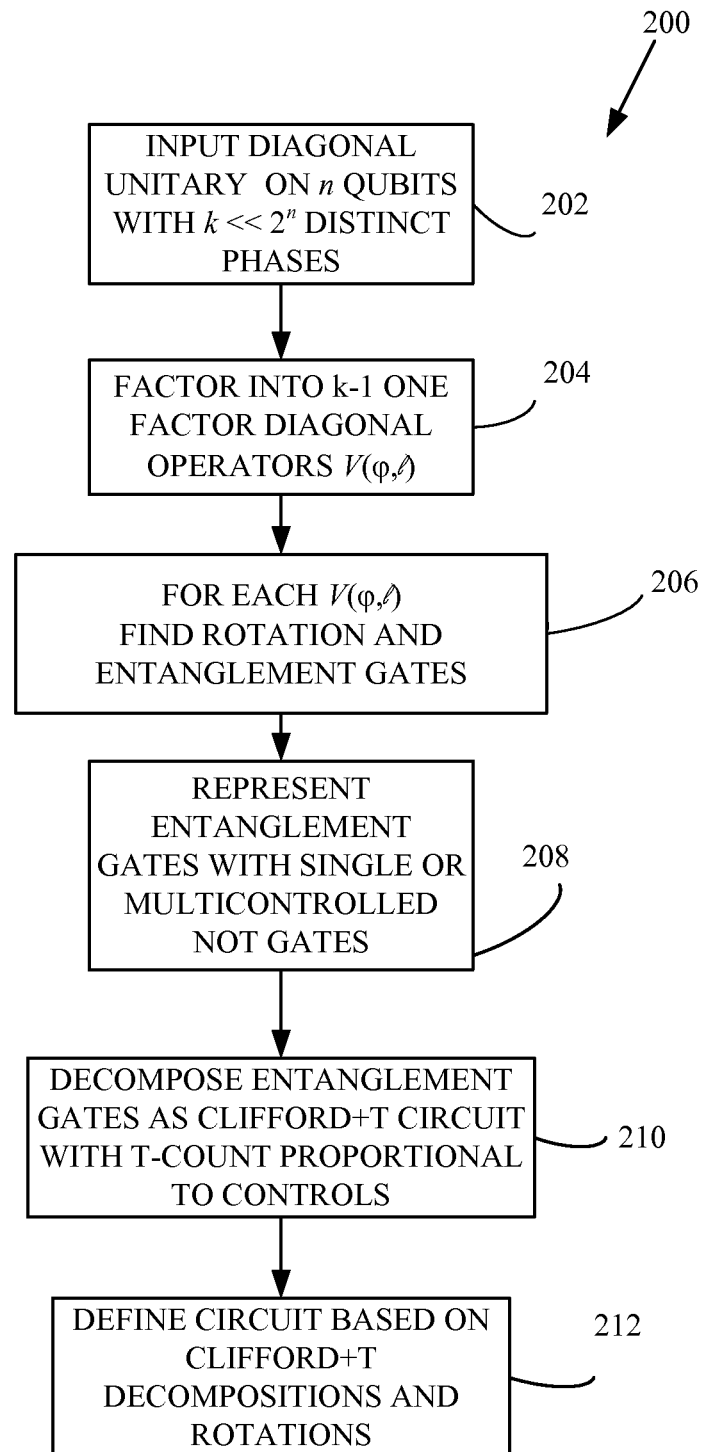 200
INPUT DIAGONAL
UNITARY ON n QUBITS
WITH k << 2ⁿ DISTINCT
PHASES
202
FACTOR INTO k-1 ONE
FACTOR DIAGONAL
OPERATORS V(φ,ℓ)
204
FOR EACH V(φ,ℓ)
FIND ROTATION AND
ENTANGLEMENT GATES
206
REPRESENT
ENTANGLEMENT
GATES WITH SINGLE OR
MULTICONTROLLED
NOT GATES
208
DECOMPOSE ENTANGLEMENT
GATES AS CLIFFORD+T CIRCUIT
WITH T-COUNT PROPORTIONAL
TO CONTROLS
210
DEFINE CIRCUIT BASED ON
CLIFFORD+T
DECOMPOSITIONS AND
ROTATIONS
212